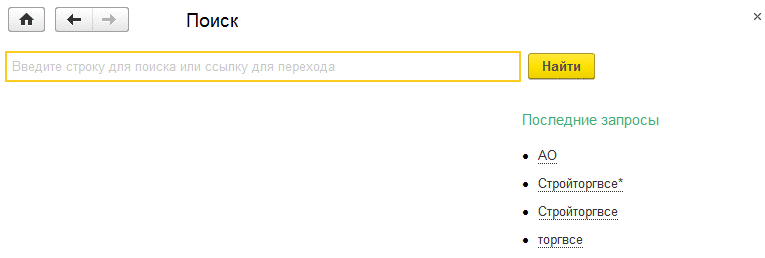 Поиск
Введите строку для поиска или ссылку для перехода
Найти
Последние запросы
АО
Стройторгвсе*
Стройторгвсе
торгвсе